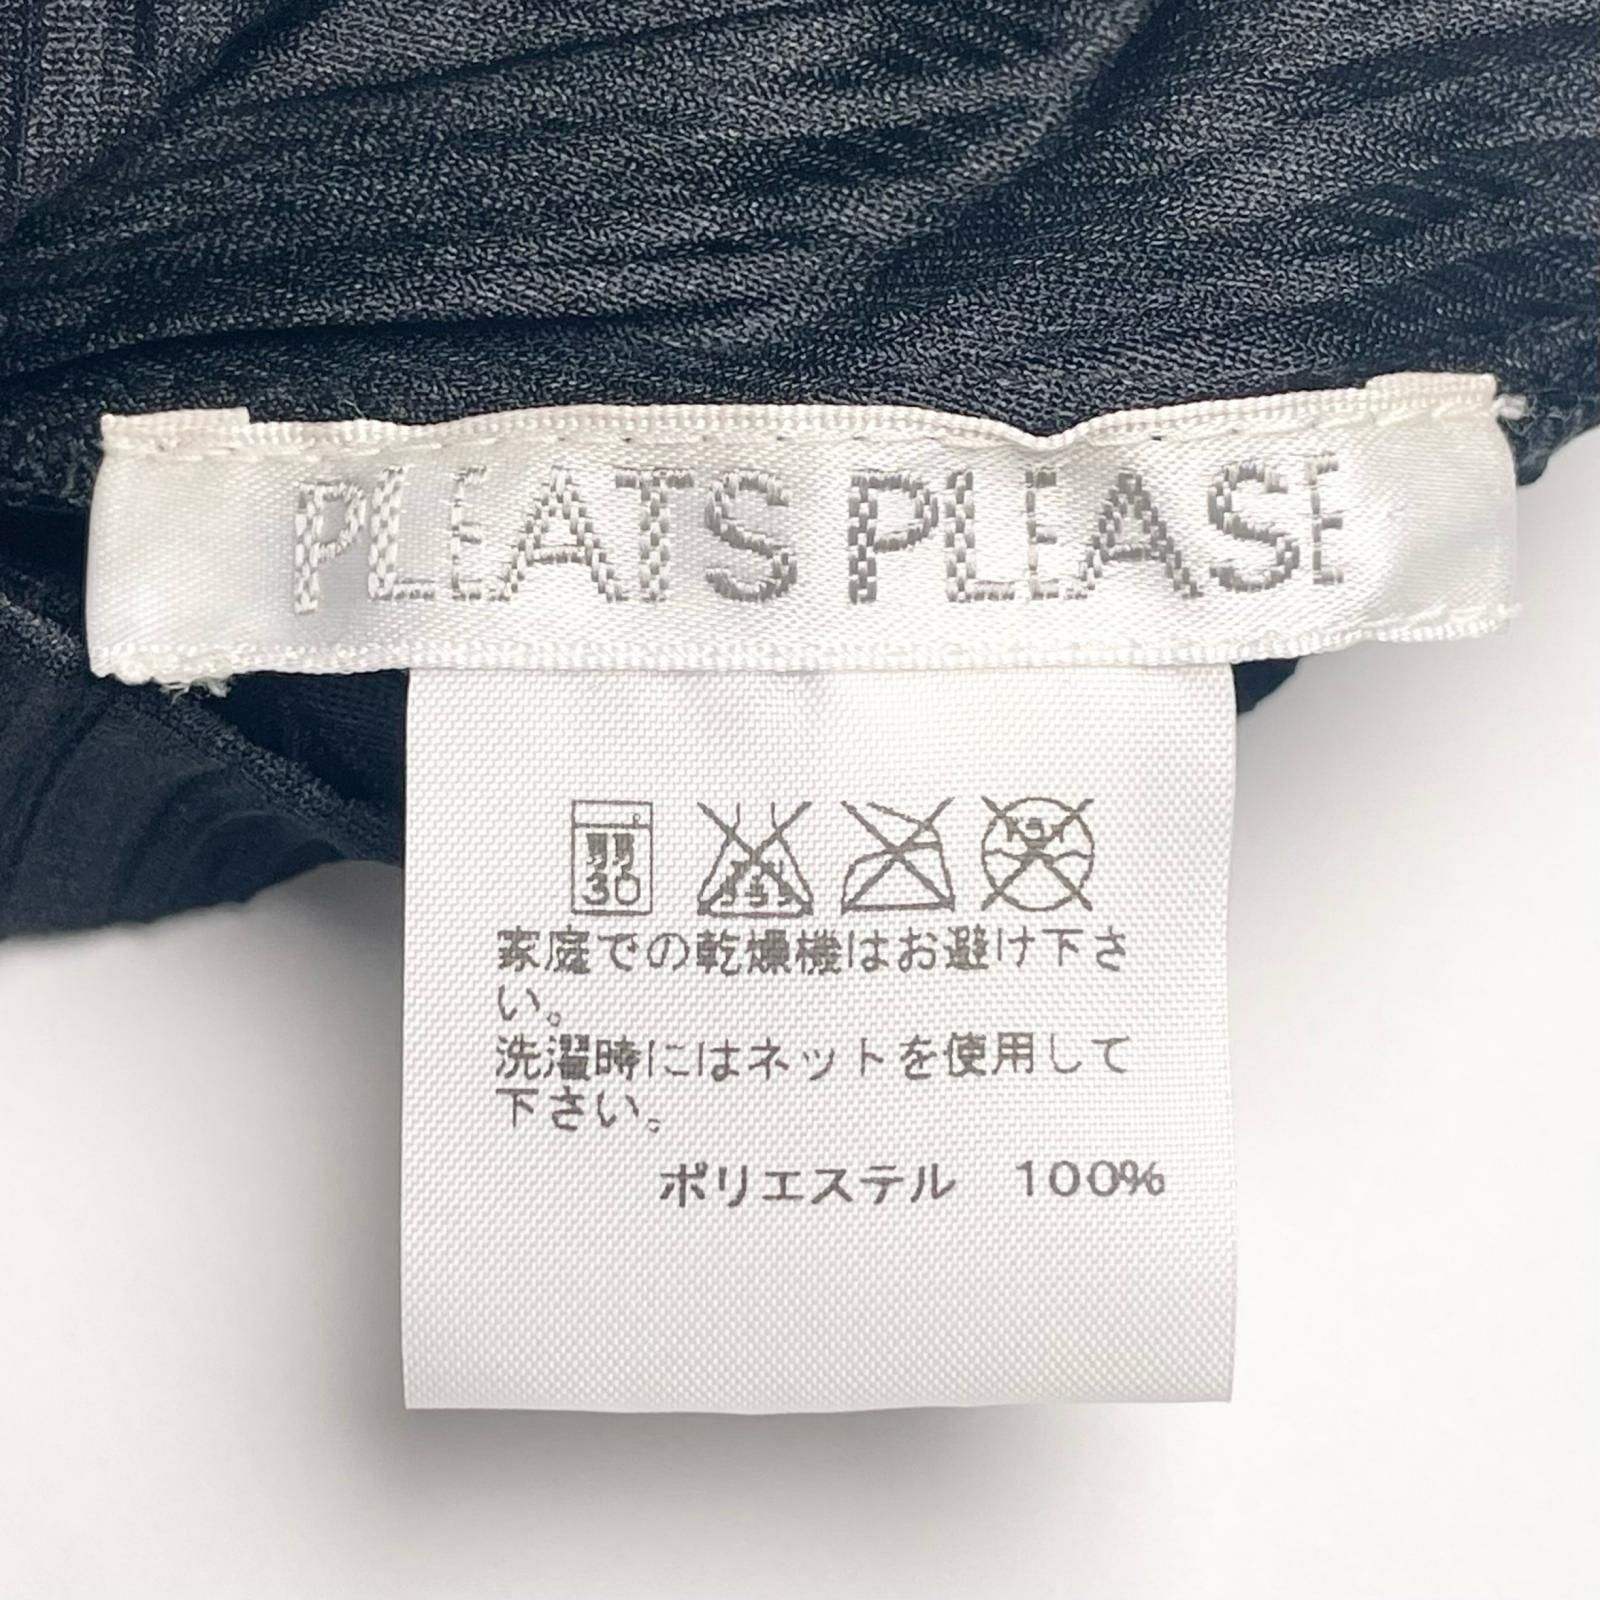 PLEATS PLEASE
弱
30
家庭での乾燥機はお避け下さ
い。
洗濯時にはネットを使用して
下さい。
ポリエステル 100%